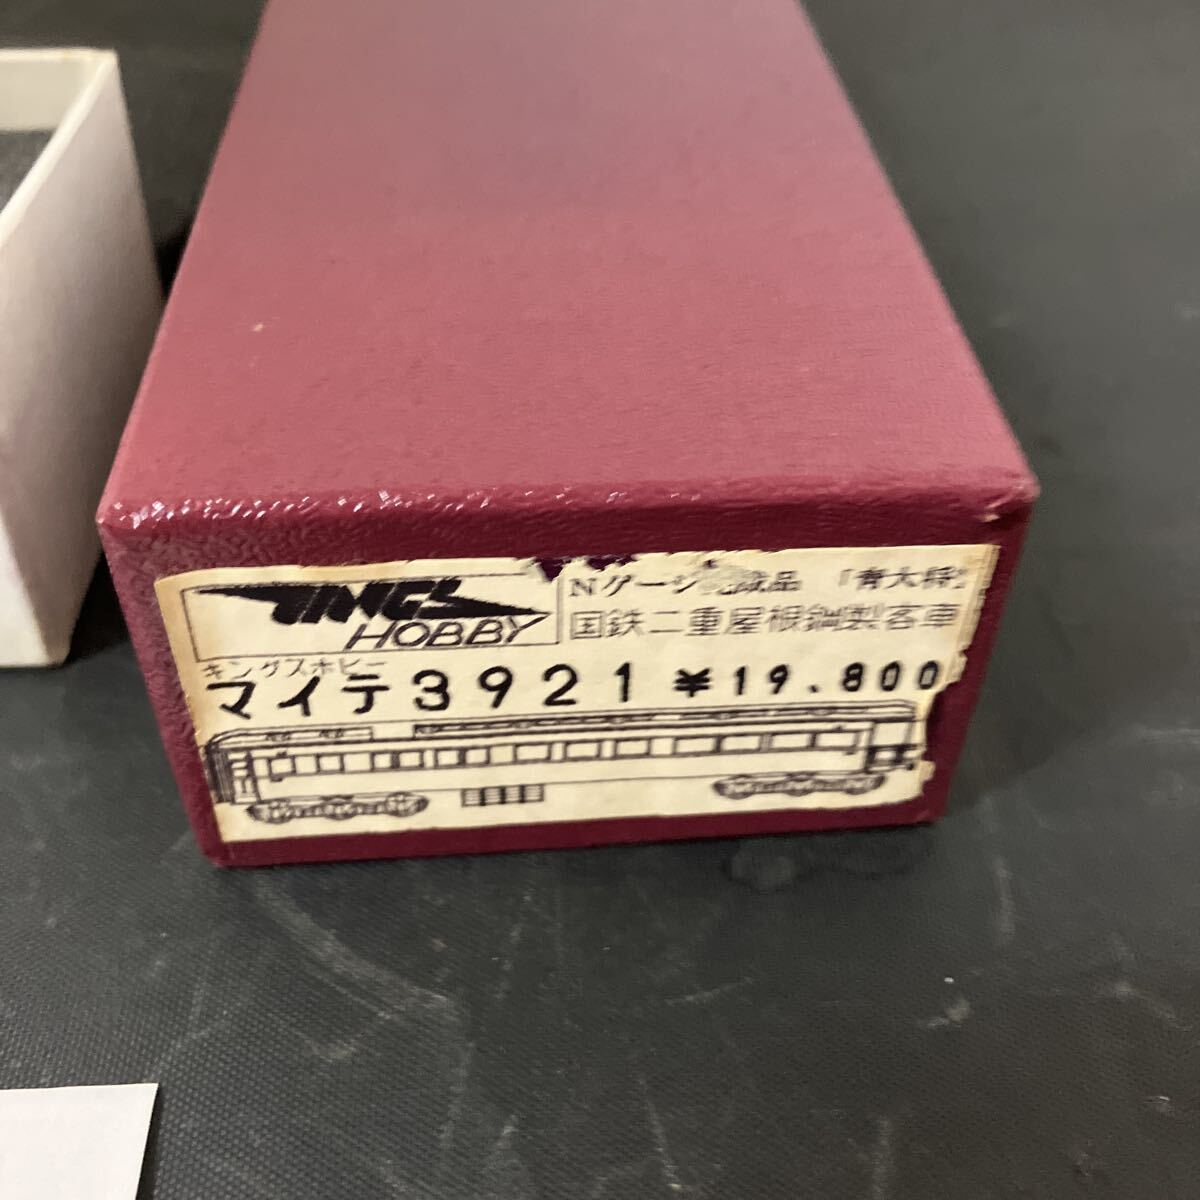 KINGS
HOBBY
キングスホビー
Nゲージ完成品 「青大将」
国鉄二重屋根鋼製客車
マイテ3921 ¥19.800